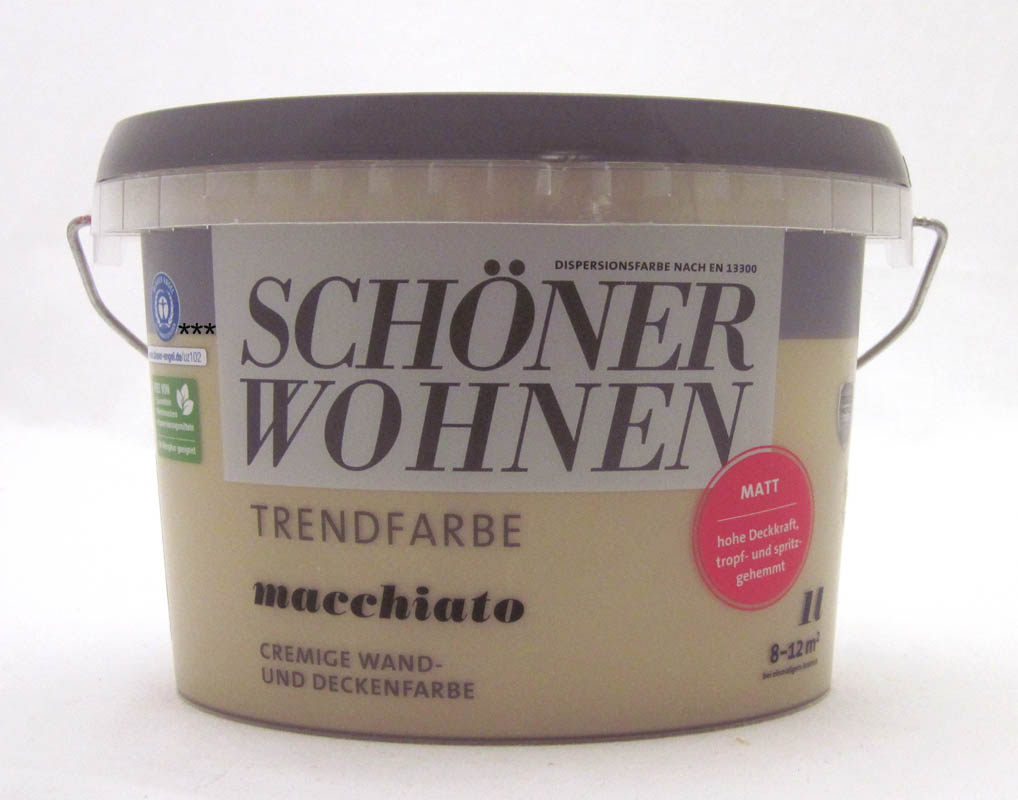 DISPERSIONSFARBE NACH EN 13300
SCHÖNER
WOHNEN
***
/uz102
TRENDFARBE
macchiato
CREMIGE WAND-
UND DECKENFARBE
MATT
hohe Deckkraft,
tropf- und spritz-
gehemmt
1l
8–12 m²